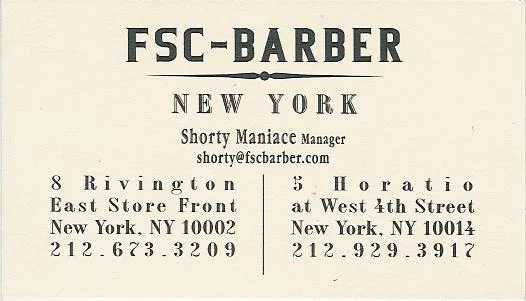 FSC-BARBER
NEW YORK
Shorty Maniace Manager
shorty@fscbarber.com
8 Rivington
East Store Front
New York, NY 10002
212.673.3209
5 Horatio
at West 4th Street
New York, NY 10014
212.929.3917